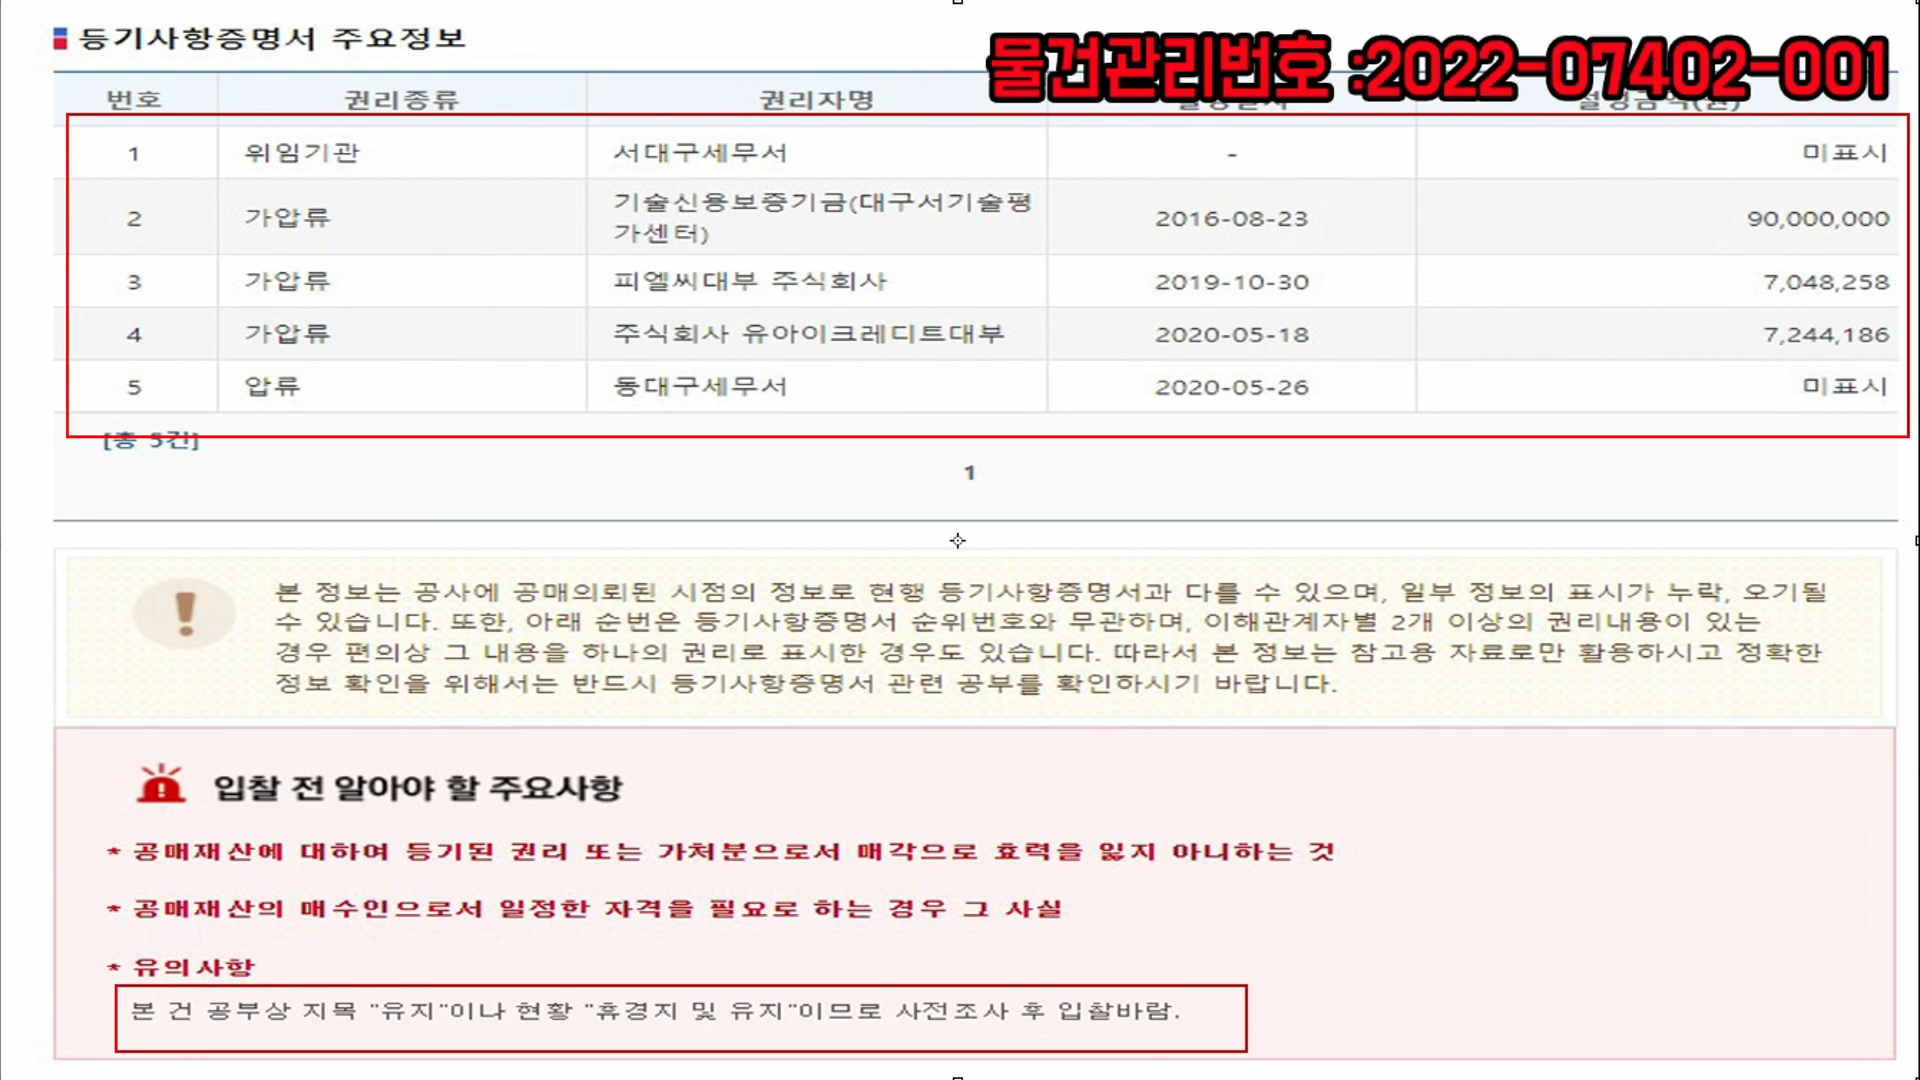 등기사항증명서 주요정보
물건관리번호 :2022-07402-001
번호 권리종류 권리자명 설정일자 설정금액(원)
1 위임기관 서대구세무서 - 미표시
2 가압류 기술신용보증기금(대구서기술평
가센터) 2016-08-23 90,000,000
3 가압류 피엘씨대부 주식회사 2019-10-30 7,048,258
4 가압류 주식회사 유아이크레디트대부 2020-05-18 7,244,186
5 압류 동대구세무서 2020-05-26 미표시
[총 5건]
1
본 정보는 공사에 공매의뢰된 시점의 정보로 현행 등기사항증명서과 다를 수 있으며, 일부 정보의 표시가 누락, 오기될
수 있습니다. 또한, 아래 순번은 등기사항증명서 순위번호와 무관하며, 이해관계자별 2개 이상의 권리내용이 있는
경우 편의상 그 내용을 하나의 권리로 표시한 경우도 있습니다. 따라서 본 정보는 참고용 자료로만 활용하시고 정확한
정보 확인을 위해서는 반드시 등기사항증명서 관련 공부를 확인하시기 바랍니다.
입찰 전 알아야 할 주요사항
* 공매재산에 대하여 등기된 권리 또는 가처분으로서 매각으로 효력을 잃지 아니하는 것
* 공매재산의 매수인으로서 일정한 자격을 필요로 하는 경우 그 사실
* 유의사항
본 건 공부상 지목 "유지"이나 현황 "휴경지 및 유지"이므로 사전조사 후 입찰바람.